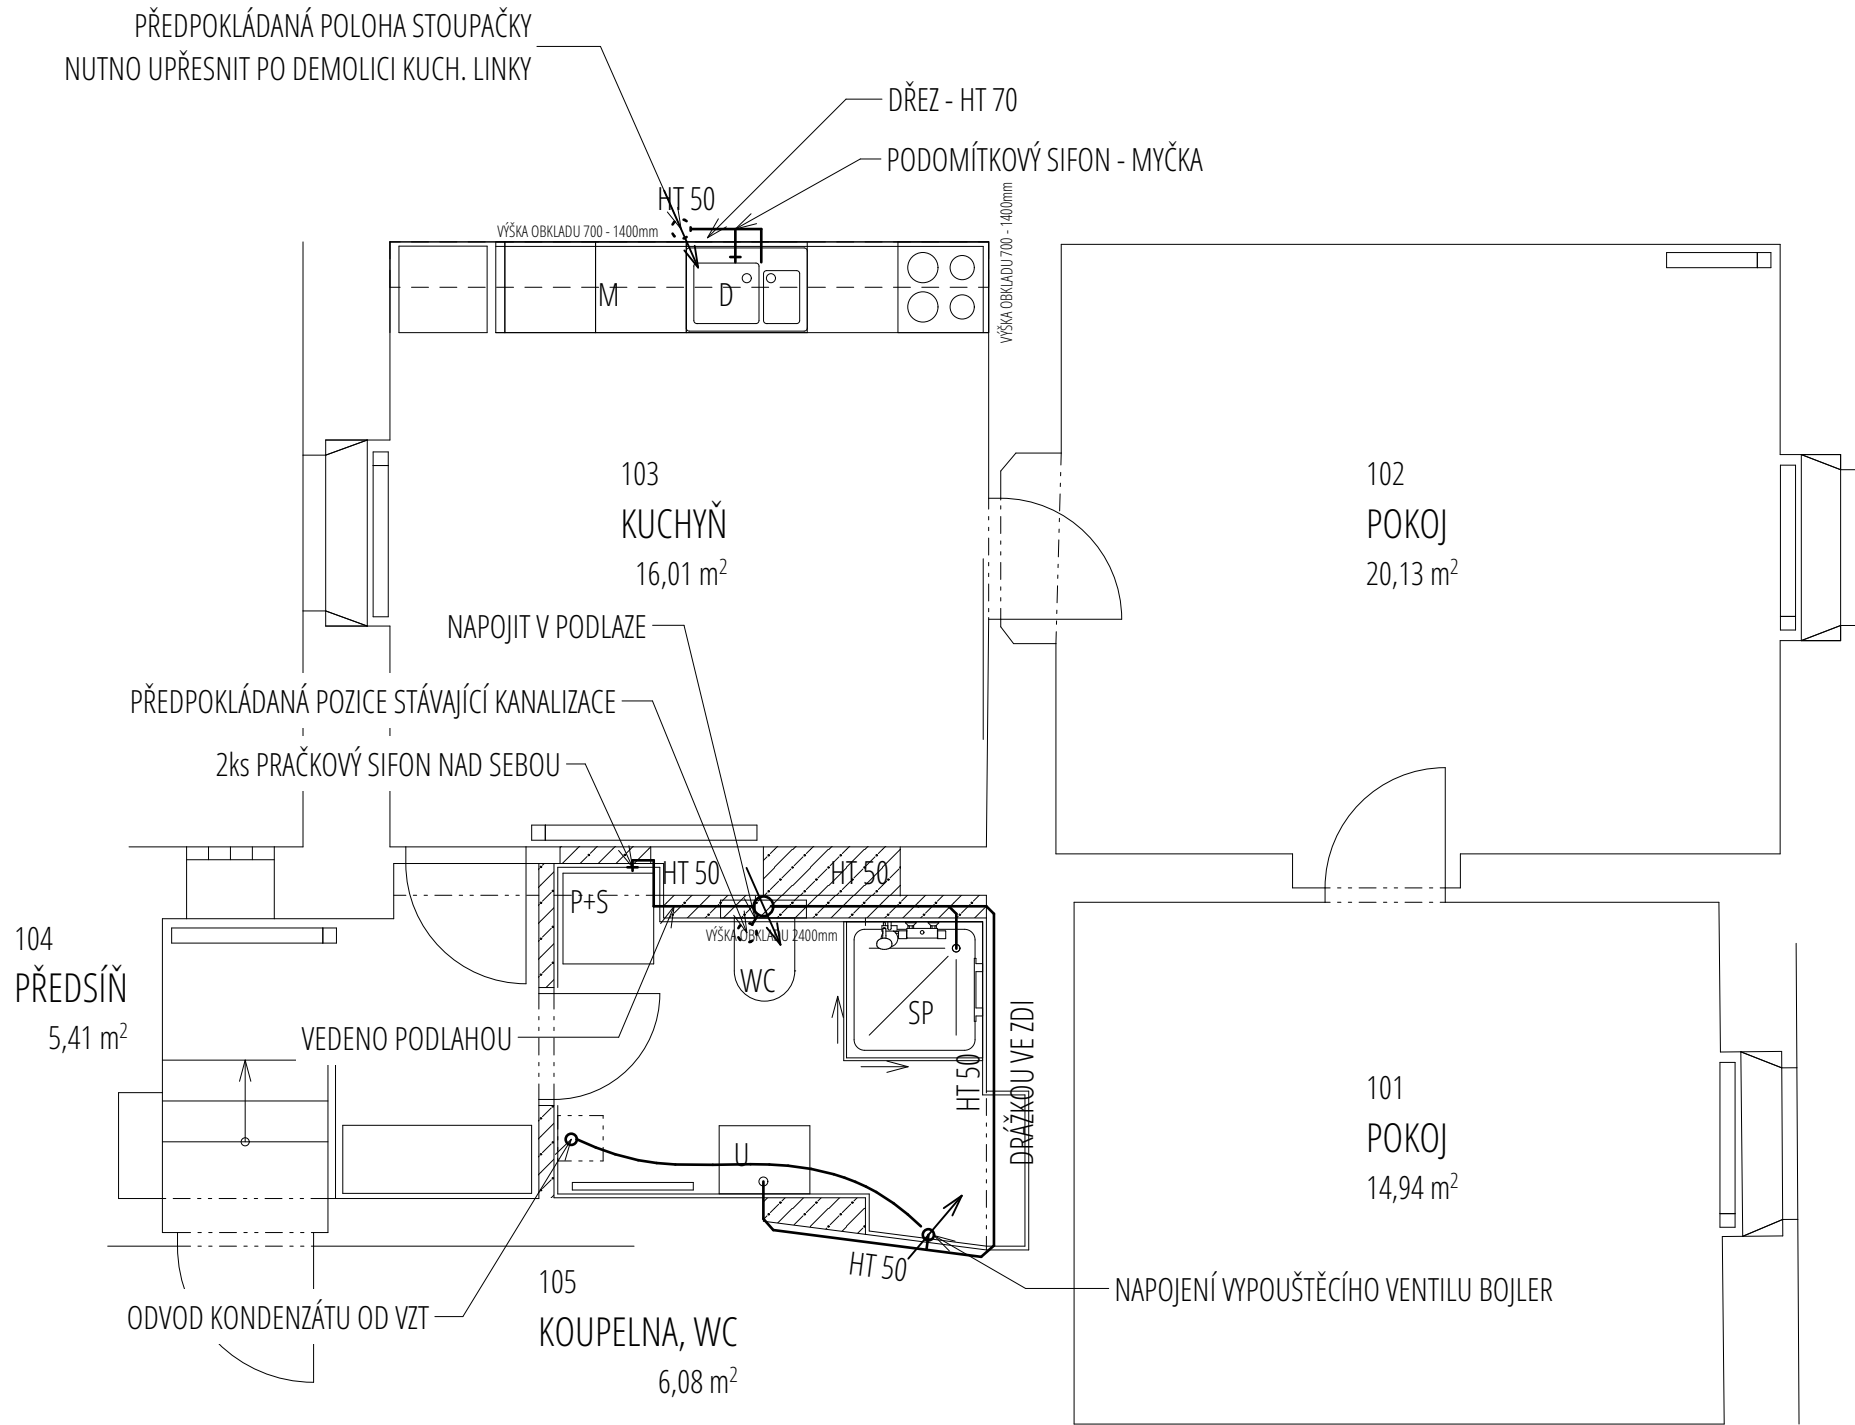 PŘEDPOKLÁDANÁ POLOHA STOUPAČKY
NUTNO UPŘESNIT PO DEMOLICI KUCH. LINKY
DŘEZ - HT 70
PODOMÍTKOVÝ SIFON - MYČKA
HT 50
VÝŠKA OBKLADU 700 - 1400mm
VÝŠKA OBKLADU 700 - 1400mm
M
D
103
KUCHYŇ
16,01 m²
102
POKOJ
20,13 m²
NAPOJIT V PODLAZE
PŘEDPOKLÁDANÁ POZICE STÁVAJÍCÍ KANALIZACE
2ks PRAČKOVÝ SIFON NAD SEBOU
HT 50
HT 50
P+S
VÝŠKA OBKLADU 2400mm
WC
SP
104
PŘEDSÍŇ
5,41 m²
VEDENO PODLAHOU
HT 50
DRÁŽKOU VE ZDI
101
POKOJ
14,94 m²
U
HT 50
105
KOUPELNA, WC
6,08 m²
ODVOD KONDENZÁTU OD VZT
NAPOJENÍ VYPOUŠTĚCÍHO VENTILU BOJLER